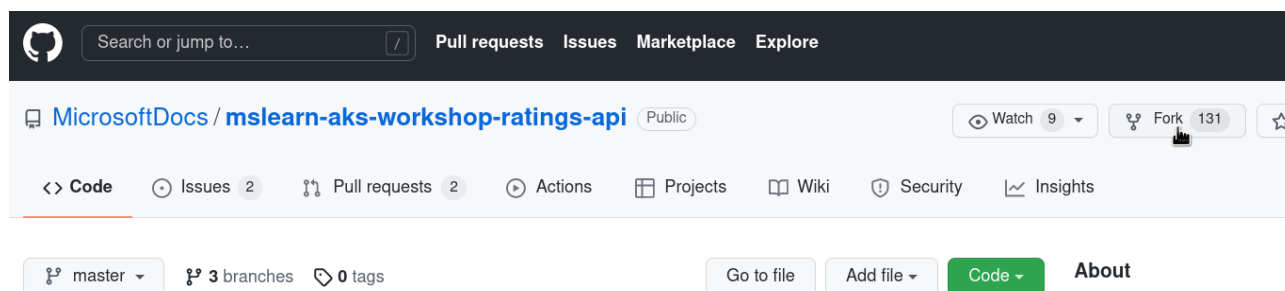 Search or jump to… / Pull requests Issues Marketplace Explore
MicrosoftDocs / mslearn-aks-workshop-ratings-api Public Watch 9 Fork 131
Code Issues 2 Pull requests 2 Actions Projects Wiki Security Insights
master 3 branches 0 tags Go to file Add file Code About